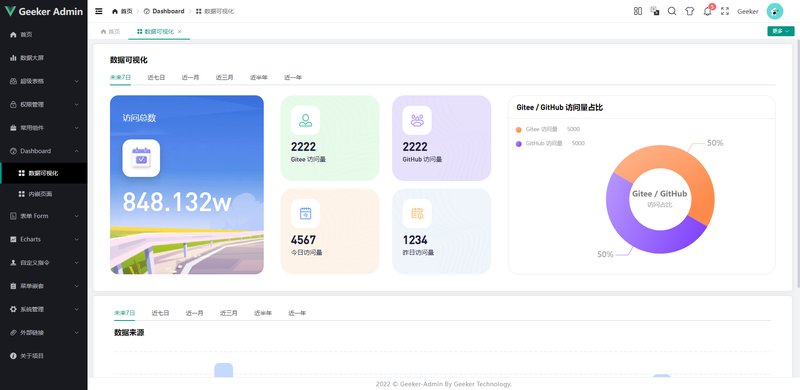 Geeker Admin
首页
数据大屏
超级表格
权限管理
常用组件
Dashboard
数据可视化
内嵌页面
表单 Form
Echarts
自定义指令
菜单嵌套
系统管理
外部链接
关于项目
首页 > Dashboard > 数据可视化
5
Geeker
首页
数据可视化 ×
更多
数据可视化
未来7日 近七日 近一月 近三月 近半年 近一年
访问总数
848.132w
2222
Gitee 访问量
2222
GitHub 访问量
4567
今日访问量
1234
昨日访问量
Gitee / GitHub 访问量占比
Gitee 访问量 5000
GitHub 访问量 5000
50%
Gitee / GitHub
访问占比
50%
未来7日 近七日 近一月 近三月 近半年 近一年
数据来源
2022 © Geeker-Admin By Geeker Technology.